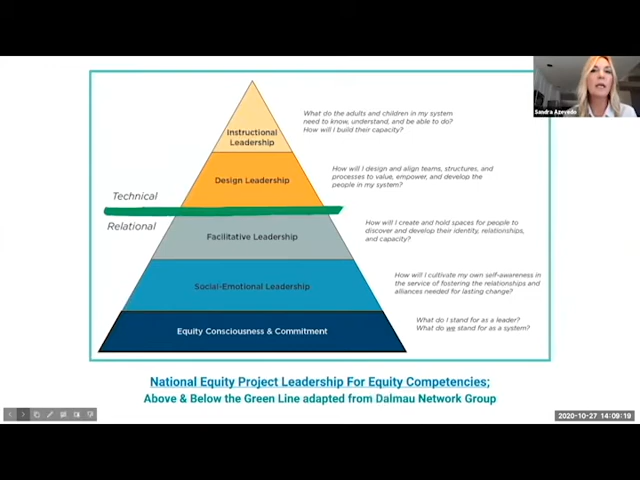 Sandra Azevedo
What do the adults and children in my system
need to know, understand, and be able to do?
How will I build their capacity?
Instructional
Leadership
How will I design and align teams, structures, and
processes to value, empower, and develop the
people in my system?
Design Leadership
Technical
Relational
How will I create and hold spaces for people to
discover and develop their identity, relationships,
and capacity?
Facilitative Leadership
How will I cultivate my own self-awareness in
the service of fostering the relationships and
alliances needed for lasting change?
Social-Emotional Leadership
What do I stand for as a leader?
What do we stand for as a system?
Equity Consciousness & Commitment
National Equity Project Leadership For Equity Competencies;
Above & Below the Green Line adapted from Dalmau Network Group
2020-10-27 14:09:19